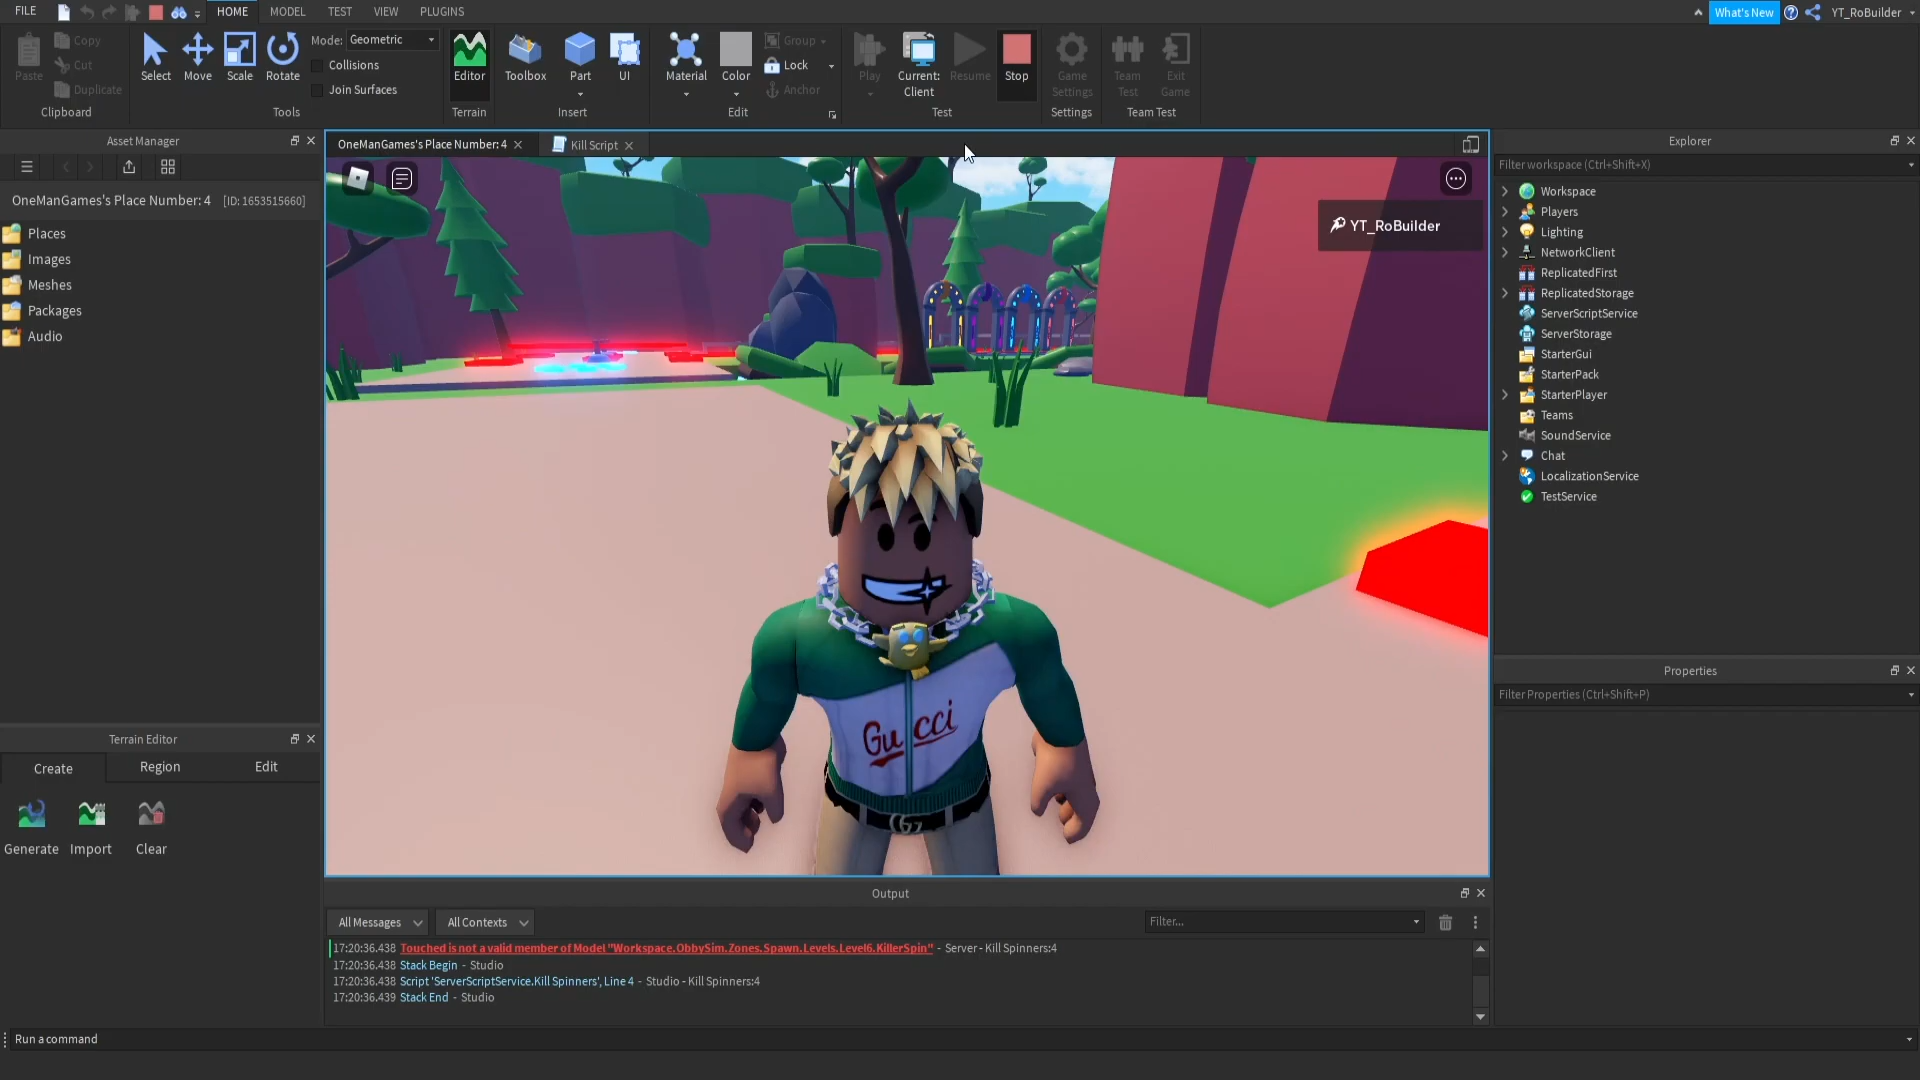 FILE HOME MODEL TEST VIEW PLUGINS What's New YT_RoBuilder
Paste Copy Cut Duplicate Clipboard
Select Move Scale Rotate Mode: Geometric Collisions Join Surfaces Tools
Editor Terrain
Toolbox Part UI Insert
Material Color Group Lock Anchor Edit
Play Current: Client Resume Stop Test
Game Settings Settings
Team Test Exit Game Team Test
Asset Manager
OneManGames's Place Number: 4 [ID: 1653515660]
Places
Images
Meshes
Packages
Audio
Terrain Editor
Create Region Edit
Generate Import Clear
OneManGames's Place Number: 4 Kill Script
YT_RoBuilder
Gucci
Output
All Messages All Contexts Filter...
17:20:36.438 Touched is not a valid member of Model "Workspace.ObbySim.Zones.Spawn.Levels.Level6.KillerSpin" - Server - Kill Spinners:4
17:20:36.438 Stack Begin - Studio
17:20:36.438 Script 'ServerScriptService.Kill Spinners', Line 4 - Studio - Kill Spinners:4
17:20:36.439 Stack End - Studio
Explorer
Filter workspace (Ctrl+Shift+X)
Workspace
Players
Lighting
NetworkClient
ReplicatedFirst
ReplicatedStorage
ServerScriptService
ServerStorage
StarterGui
StarterPack
StarterPlayer
Teams
SoundService
Chat
LocalizationService
TestService
Properties
Filter Properties (Ctrl+Shift+P)
Run a command